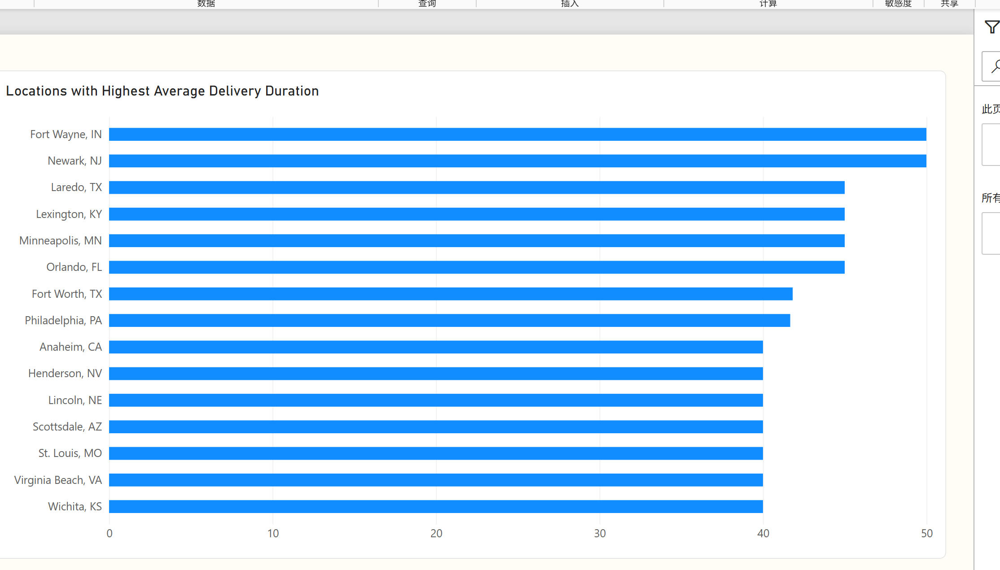 数据 查询 插入 计算 敏感度 共享
Locations with Highest Average Delivery Duration
Fort Wayne, IN
Newark, NJ
Laredo, TX
Lexington, KY
Minneapolis, MN
Orlando, FL
Fort Worth, TX
Philadelphia, PA
Anaheim, CA
Henderson, NV
Lincoln, NE
Scottsdale, AZ
St. Louis, MO
Virginia Beach, VA
Wichita, KS
0 10 20 30 40 50
此页
所有